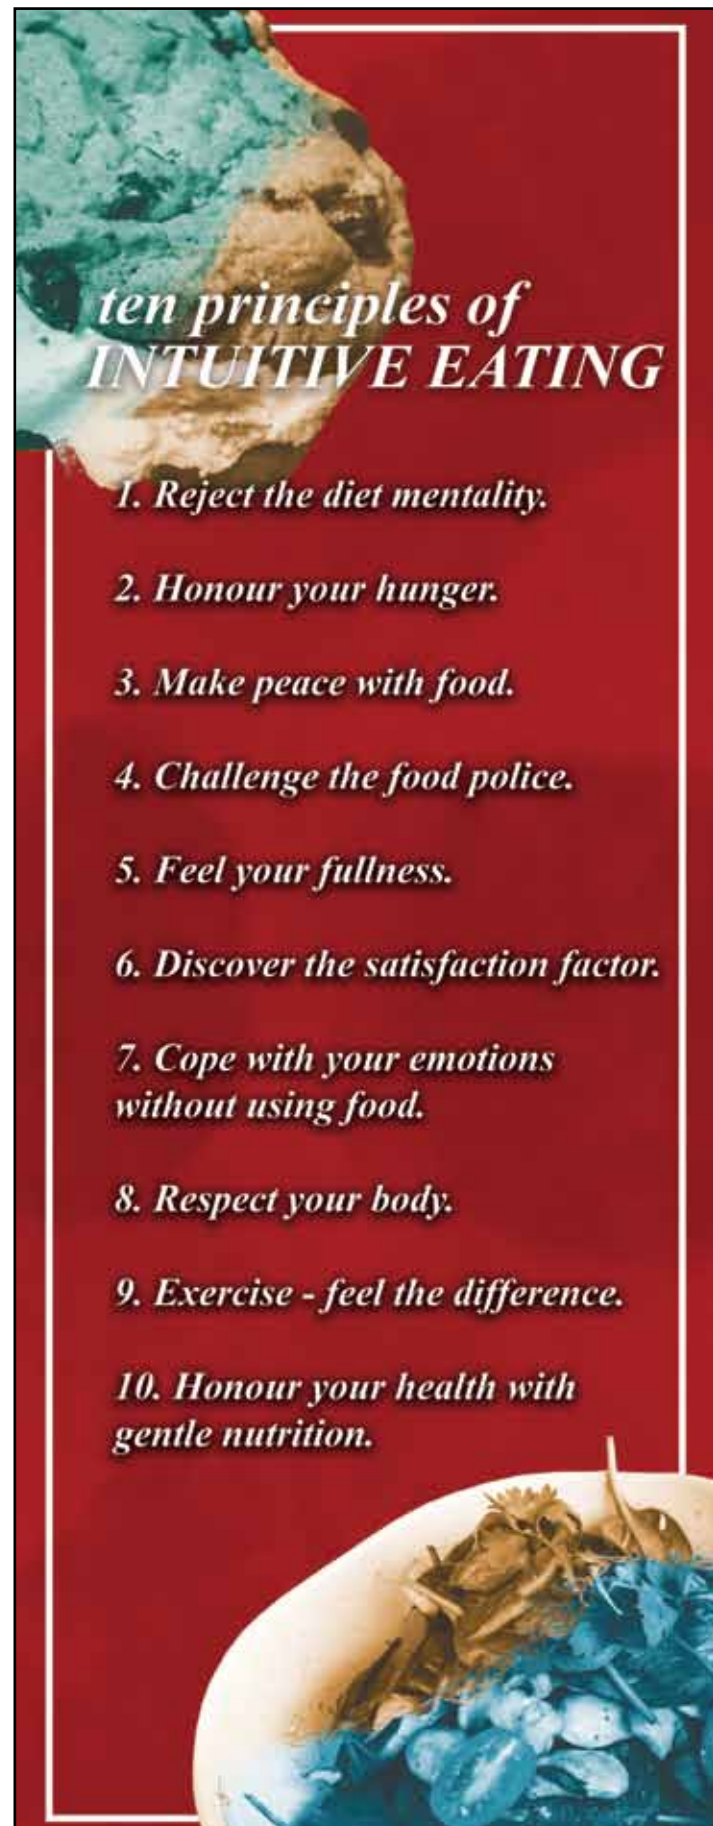 ten principles of
INTUITIVE EATING
1. Reject the diet mentality.
2. Honour your hunger.
3. Make peace with food.
4. Challenge the food police.
5. Feel your fullness.
6. Discover the satisfaction factor.
7. Cope with your emotions
without using food.
8. Respect your body.
9. Exercise - feel the difference.
10. Honour your health with
gentle nutrition.